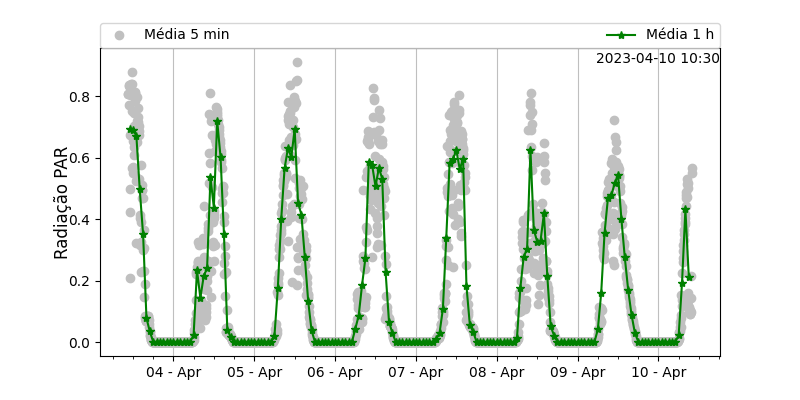 Média 5 min
Média 1 h
2023-04-10 10:30
Radiação PAR
0.8
0.6
0.4
0.2
0.0
04 - Apr
05 - Apr
06 - Apr
07 - Apr
08 - Apr
09 - Apr
10 - Apr